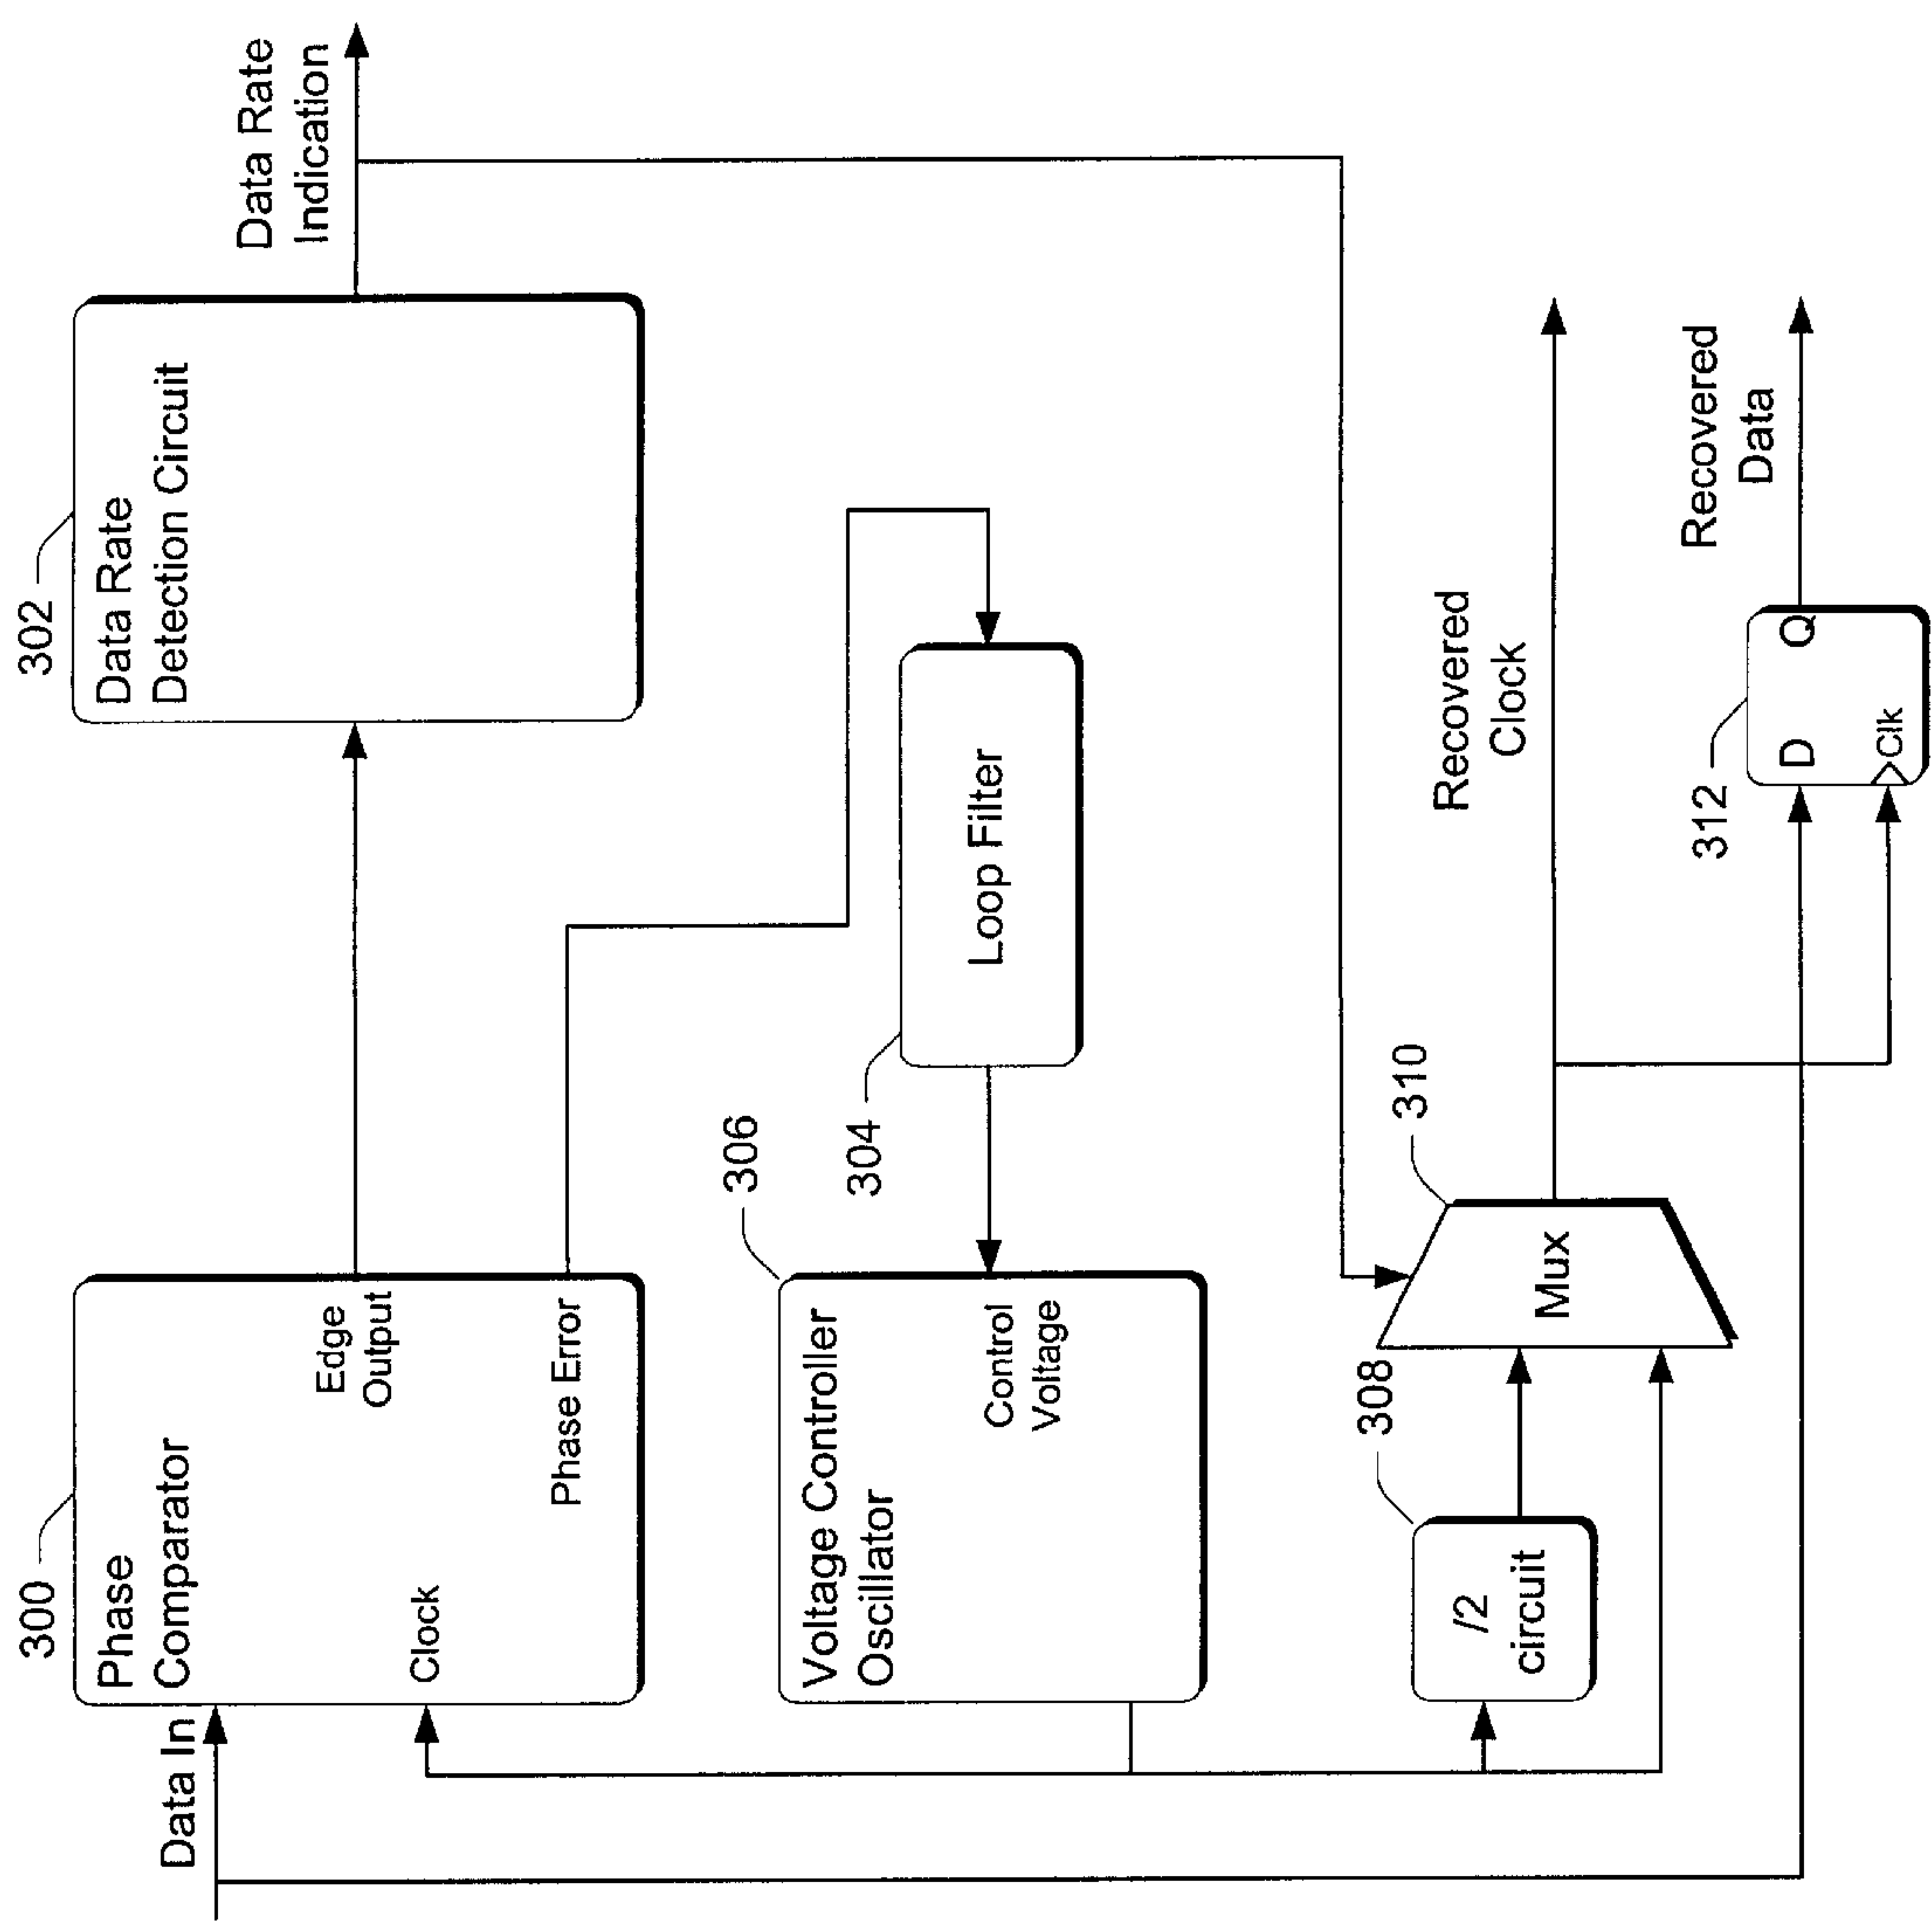 300
Phase
Comparator
Data In
Clock
Edge
Output
Phase Error
302
Data Rate
Detection Circuit
Data Rate
Indication
306
Voltage Controller
Oscillator
Control
Voltage
304
Loop Filter
308
/2
circuit
310
Mux
Recovered
Clock
312
D
Q
Clk
Recovered
Data